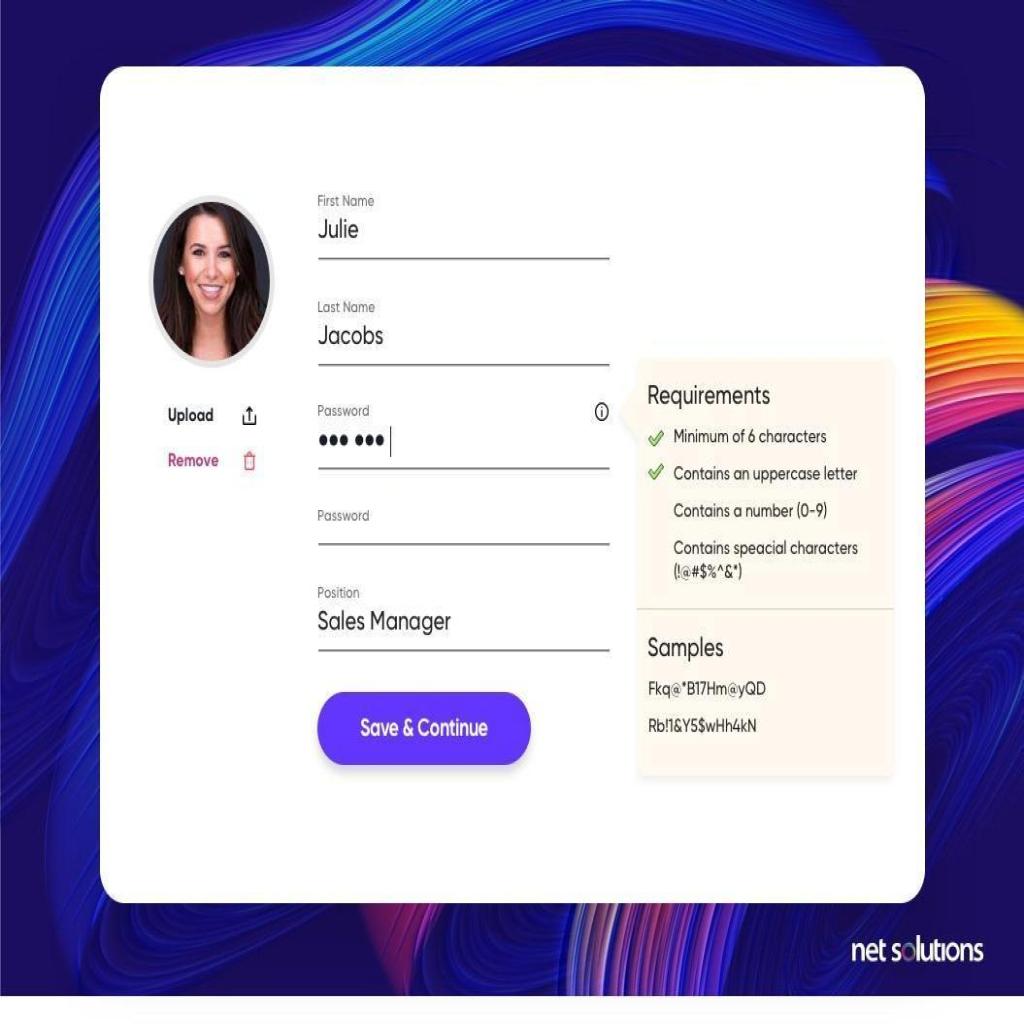 First Name
Julie
Last Name
Jacobs
Password
Password
Position
Sales Manager
Save & Continue
Upload
Remove
Requirements
Minimum of 6 characters
Contains an uppercase letter
Contains a number (0-9)
Contains speacial characters
(!@#$%^&*)
Samples
Fkq@*B17Hm@yQD
Rb!1&Y5$wHh4kN
net solutions